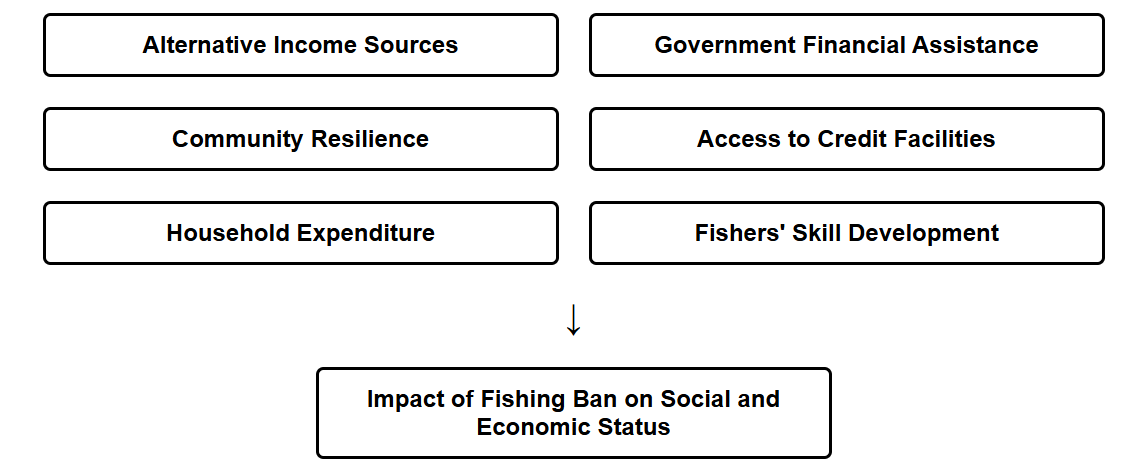 Alternative Income Sources
Government Financial Assistance
Community Resilience
Access to Credit Facilities
Household Expenditure
Fishers' Skill Development
↓
Impact of Fishing Ban on Social and
Economic Status